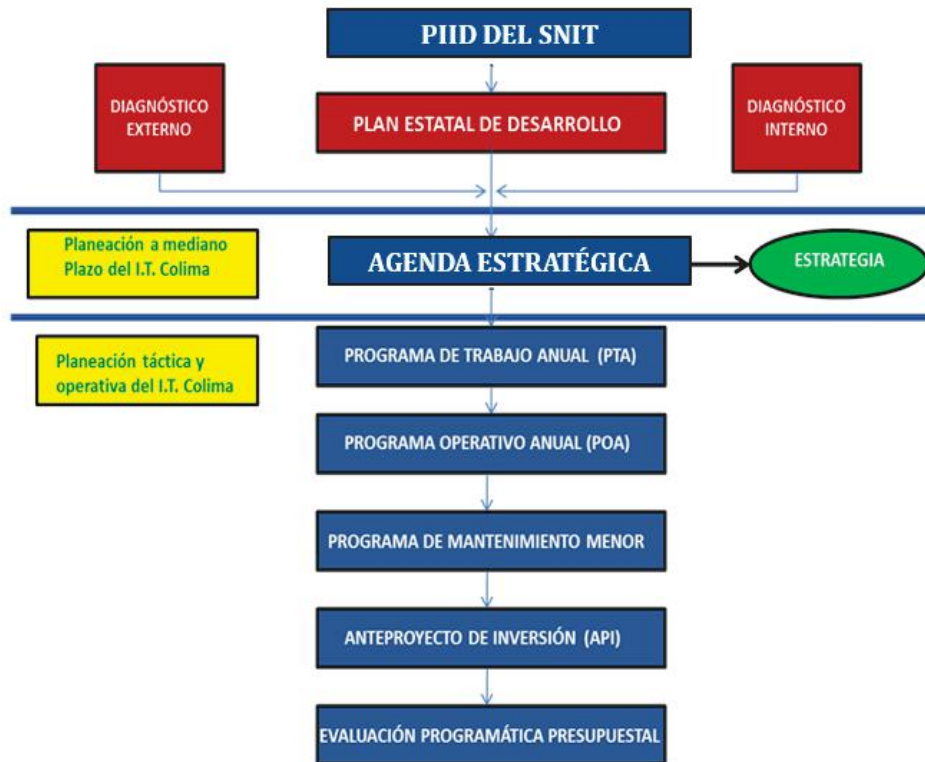 PIID DEL SNIT
DIAGNÓSTICO
EXTERNO
PLAN ESTATAL DE DESARROLLO
DIAGNÓSTICO
INTERNO
Planeación a mediano
Plazo del I.T. Colima
AGENDA ESTRATÉGICA
ESTRATEGIA
Planeación táctica y
operativa del I.T. Colima
PROGRAMA DE TRABAJO ANUAL (PTA)
PROGRAMA OPERATIVO ANUAL (POA)
PROGRAMA DE MANTENIMIENTO MENOR
ANTEPROYECTO DE INVERSIÓN (API)
EVALUACIÓN PROGRAMÁTICA PRESUPUESTAL